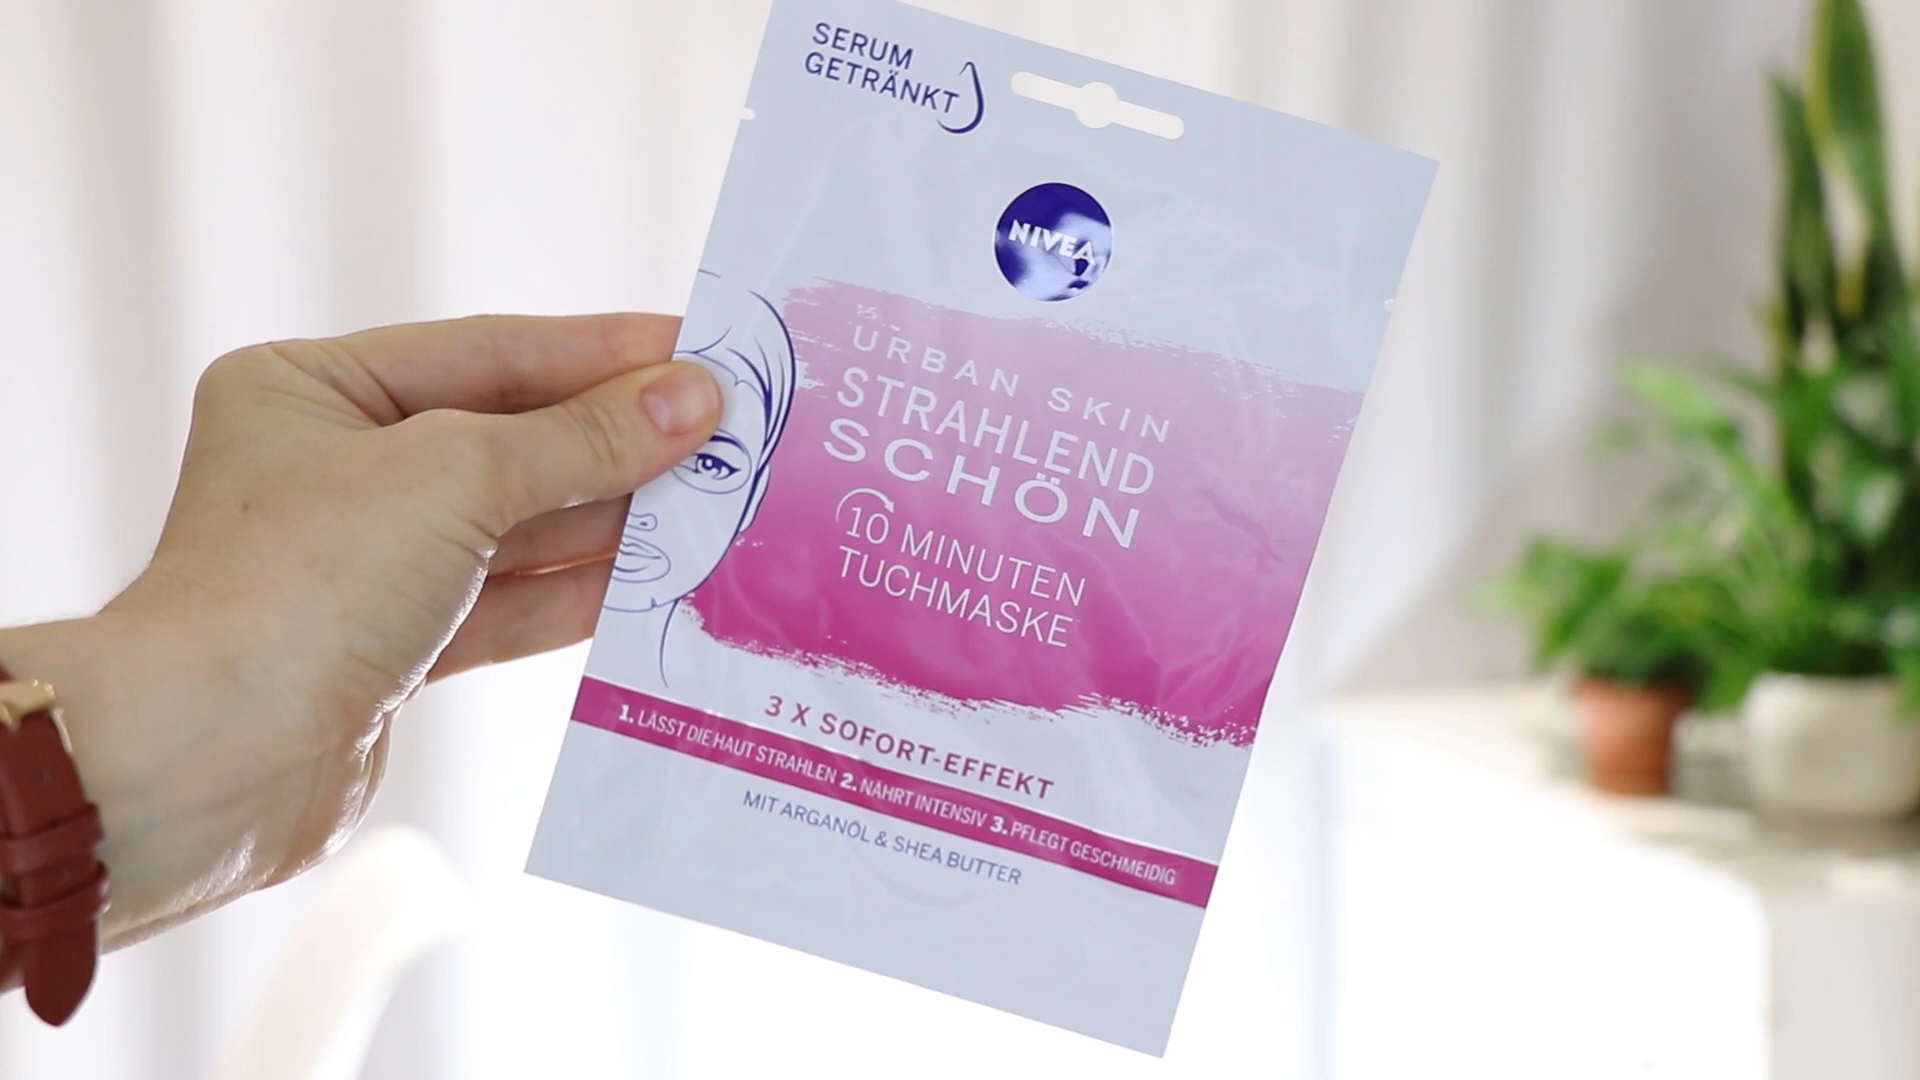 SERUM
GETRÄNKT
NIVEA
URBAN SKIN
STRAHLEND
SCHÖN
10 MINUTEN
TUCHMASKE
3 X SOFORT-EFFEKT
1. LÄSST DIE HAUT STRAHLEN 2. NÄHRT INTENSIV 3. PFLEGT GESCHMEIDIG
MIT ARGANÖL & SHEA BUTTER